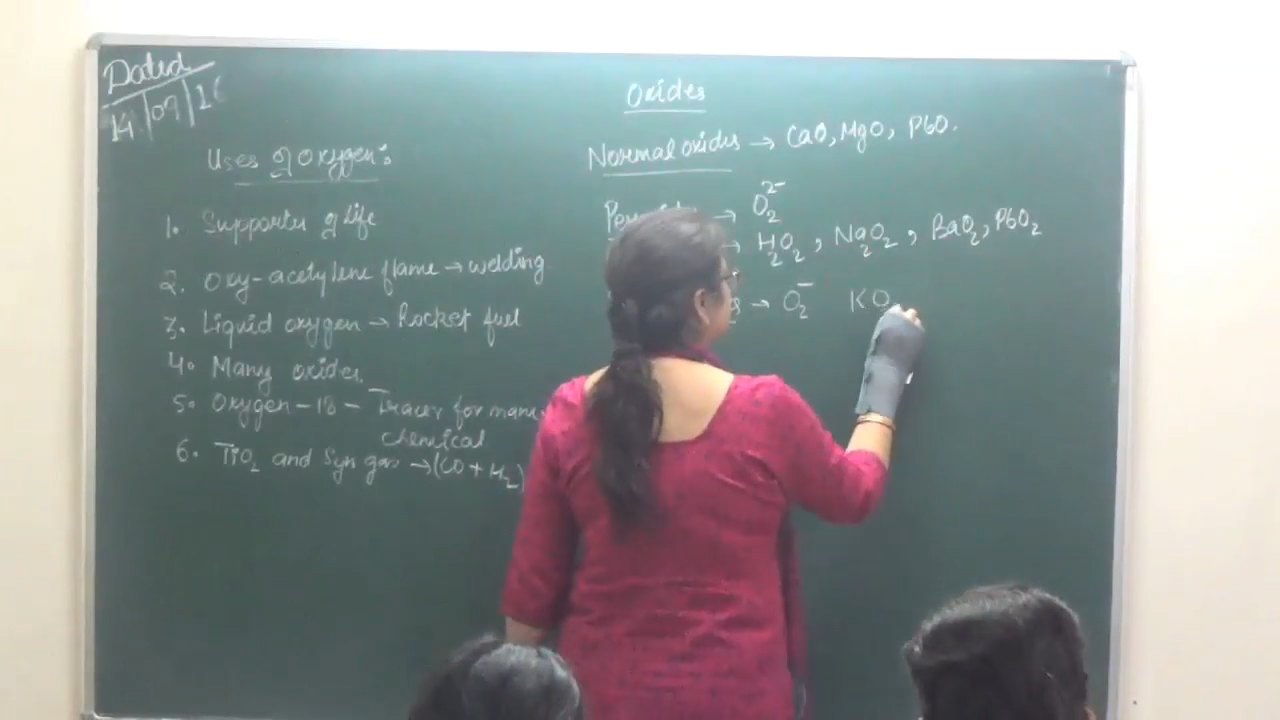 Dated
14/09/1
Uses of Oxygen:
1. Supporter of life
2. Oxy-acetylene flame → welding
3. Liquid oxygen → Rocket fuel
4. Many oxides.
5. Oxygen-18 - Tracer for many
chemical
6. TiO₂ and Syn gas → (CO + H₂)
Oxides
Normal oxides → CaO, MgO, PbO.
→ O₂²⁻
→ H₂O₂, Na₂O₂, BaO₂, PbO₂
→ O₂⁻ KO